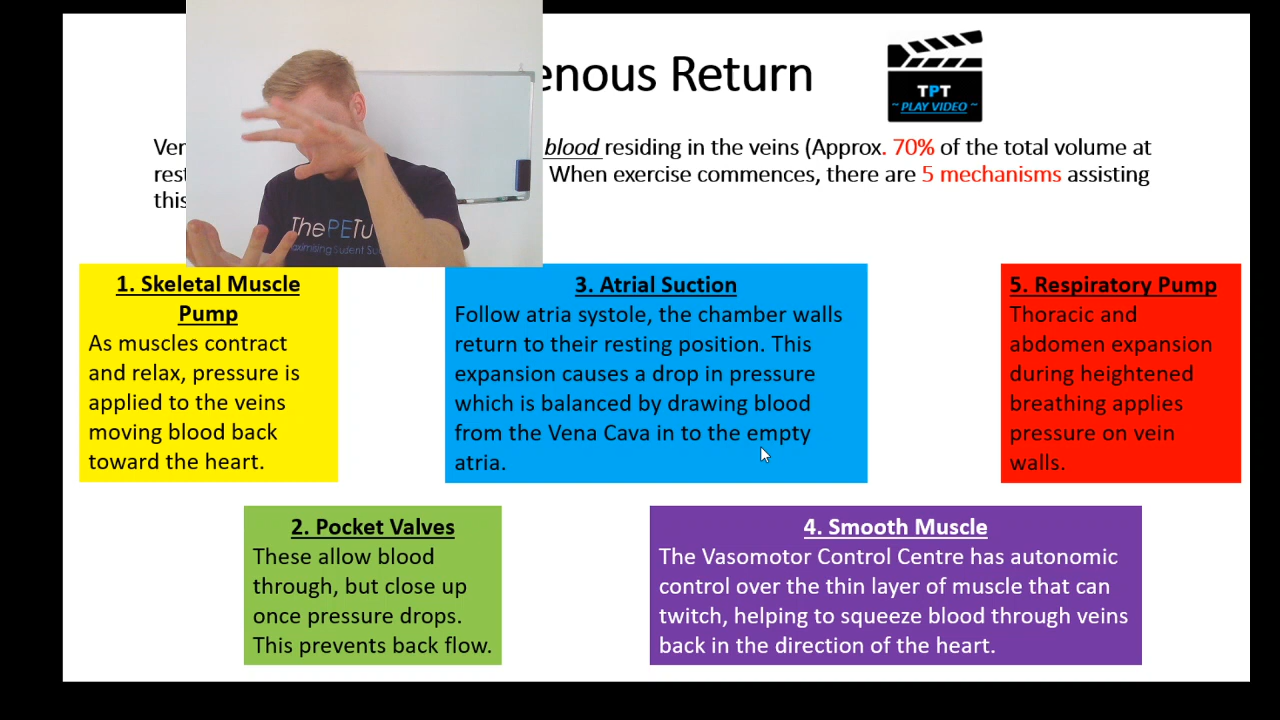 enous Return
TPT
~ PLAY VIDEO ~
Ver blood residing in the veins (Approx. 70% of the total volume at
rest When exercise commences, there are 5 mechanisms assisting
this
ThePETu
aximising Student Su
1. Skeletal Muscle
Pump
As muscles contract
and relax, pressure is
applied to the veins
moving blood back
toward the heart.
3. Atrial Suction
Follow atria systole, the chamber walls
return to their resting position. This
expansion causes a drop in pressure
which is balanced by drawing blood
from the Vena Cava in to the empty
atria.
5. Respiratory Pump
Thoracic and
abdomen expansion
during heightened
breathing applies
pressure on vein
walls.
2. Pocket Valves
These allow blood
through, but close up
once pressure drops.
This prevents back flow.
4. Smooth Muscle
The Vasomotor Control Centre has autonomic
control over the thin layer of muscle that can
twitch, helping to squeeze blood through veins
back in the direction of the heart.